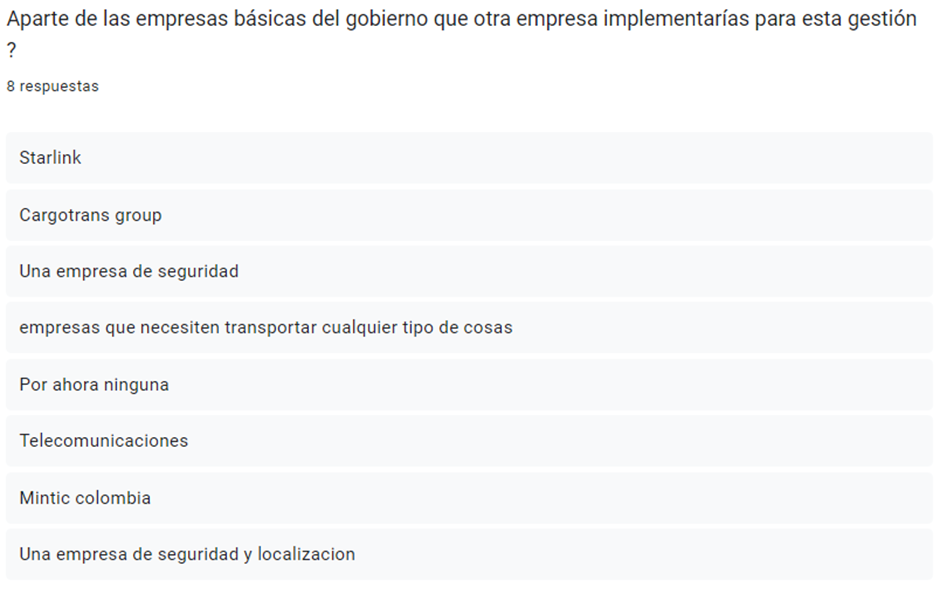 Aparte de las empresas básicas del gobierno que otra empresa implementarías para esta gestión
?
8 respuestas
Starlink
Cargotrans group
Una empresa de seguridad
empresas que necesiten transportar cualquier tipo de cosas
Por ahora ninguna
Telecomunicaciones
Mintic colombia
Una empresa de seguridad y localizacion